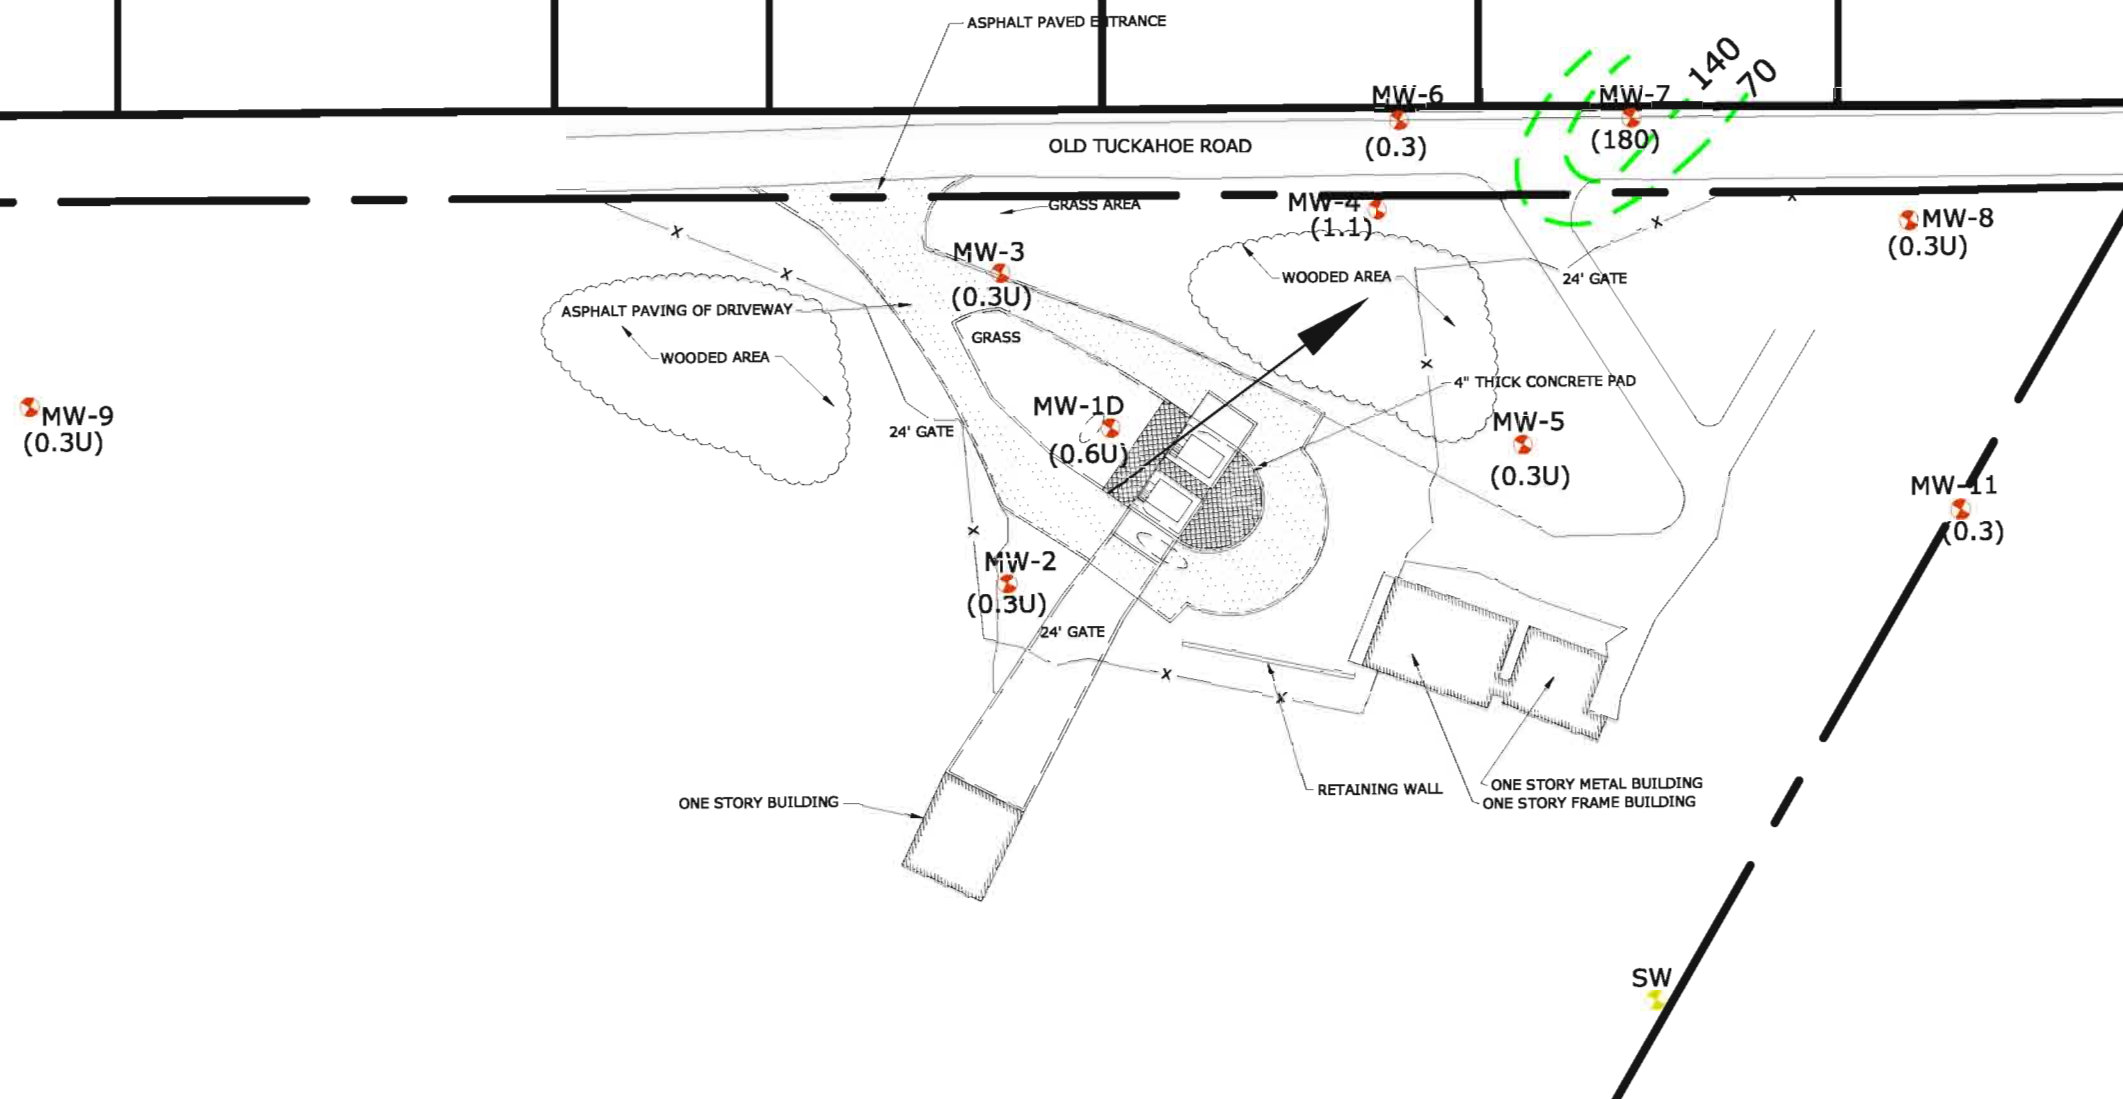 ASPHALT PAVED ENTRANCE
140
70
MW-6
(0.3)
MW-7
(180)
OLD TUCKAHOE ROAD
GRASS AREA
MW-4
(1.1)
MW-8
(0.3U)
X
X
X
MW-3
(0.3U)
X
WOODED AREA
24' GATE
ASPHALT PAVING OF DRIVEWAY
GRASS
WOODED AREA
X
4" THICK CONCRETE PAD
MW-9
(0.3U)
MW-1D
(0.6U)
24' GATE
MW-5
(0.3U)
MW-11
(0.3)
X
MW-2
(0.3U)
24' GATE
X
X
ONE STORY BUILDING
RETAINING WALL
ONE STORY METAL BUILDING
ONE STORY FRAME BUILDING
SW